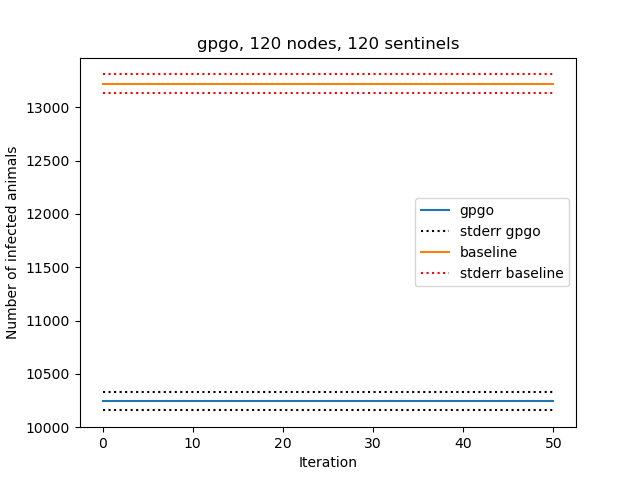 gpgo, 120 nodes, 120 sentinels
Number of infected animals
13000
12500
12000
11500
11000
10500
10000
gpgo
stderr gpgo
baseline
stderr baseline
0 10 20 30 40 50
Iteration